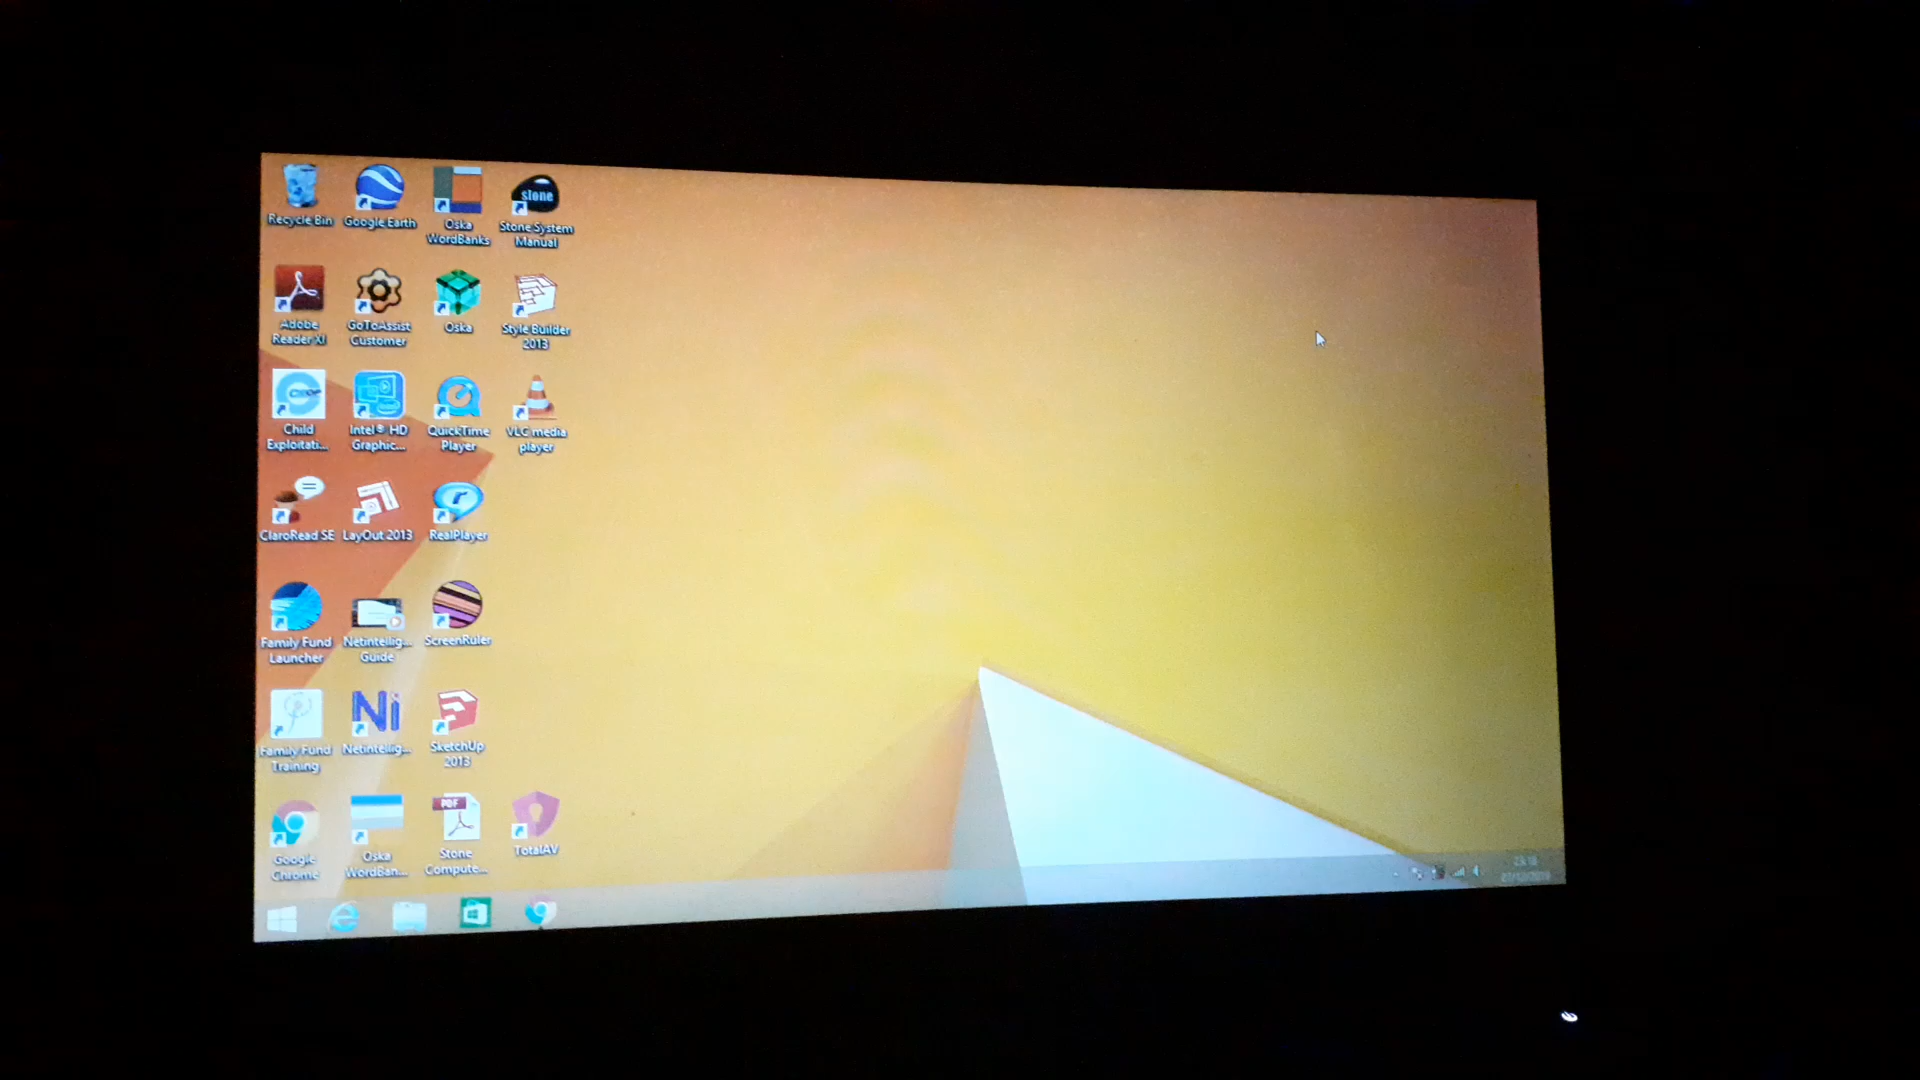 Recycle Bin
Google Earth
Oska
WordBanks
stone
Stone System
Manual
Adobe
Reader XI
GoToAssist
Customer
Oska
Style Builder
2013
CEOP
Child
Exploitati...
Intel® HD
Graphic...
QuickTime
Player
VLC media
player
ClaroRead SE
LayOut 2013
RealPlayer
Family Fund
Launcher
Netintellig...
Guide
ScreenRuler
Family Fund
Training
Ni
Netintellig...
SketchUp
2013
Google
Chrome
Oska
WordBan...
PDF
Stone
Compute...
TotalAV